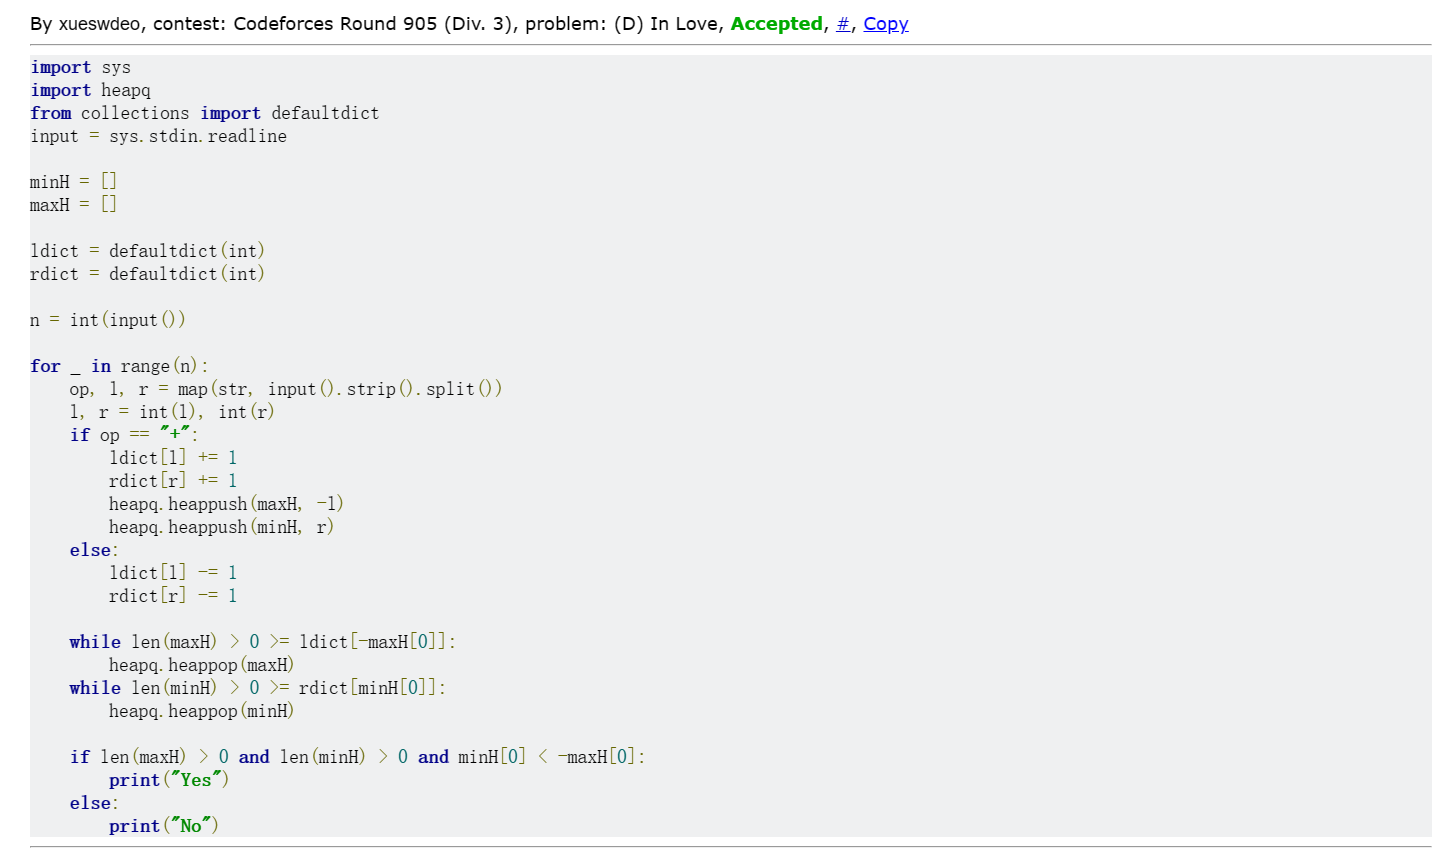 By xueswdeo, contest: Codeforces Round 905 (Div. 3), problem: (D) In Love, Accepted, #, Copy
import sys
import heapq
from collections import defaultdict
input = sys.stdin.readline

minH = []
maxH = []

ldict = defaultdict(int)
rdict = defaultdict(int)

n = int(input())

for _ in range(n):
    op, l, r = map(str, input().strip().split())
    l, r = int(l), int(r)
    if op == "+":
        ldict[l] += 1
        rdict[r] += 1
        heapq.heappush(maxH, -l)
        heapq.heappush(minH, r)
    else:
        ldict[l] -= 1
        rdict[r] -= 1

    while len(maxH) > 0 >= ldict[-maxH[0]]:
        heapq.heappop(maxH)
    while len(minH) > 0 >= rdict[minH[0]]:
        heapq.heappop(minH)

    if len(maxH) > 0 and len(minH) > 0 and minH[0] < -maxH[0]:
        print("Yes")
    else:
        print("No")